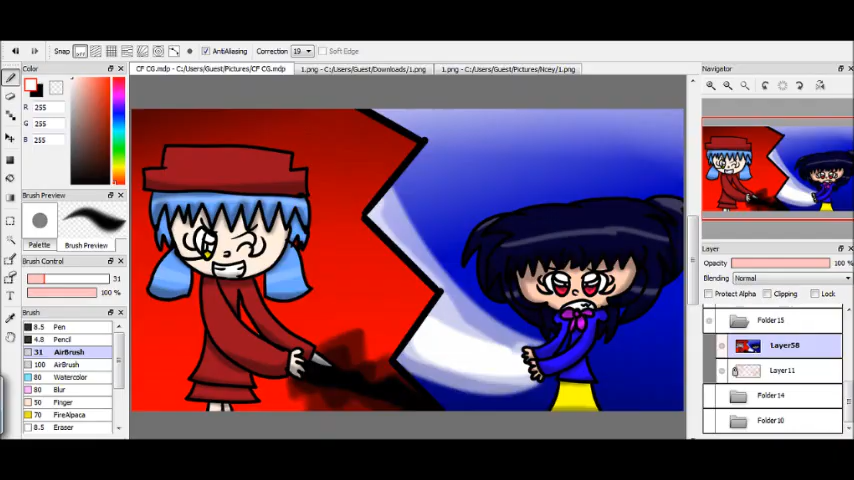 Snap off AntiAliasing Correction 19 Soft Edge
Color
CF CG.mdp - C:/Users/Guest/Pictures/CF CG.mdp
1.png - C:/Users/Guest/Downloads/1.png
1.png - C:/Users/Guest/Pictures/Ncey/1.png
Navigator
R 255
G 255
B 255
Brush Preview
Palette Brush Preview
Brush Control
31
100 %
Brush
8.5 Pen
4.8 Pencil
31 AirBrush
100 AirBrush
80 Watercolor
80 Blur
50 Finger
70 FireAlpaca
8.5 Eraser
Layer
Opacity 100 %
Blending Normal
Protect Alpha Clipping Lock
Folder15
Layer58
Layer11
Folder14
Folder10